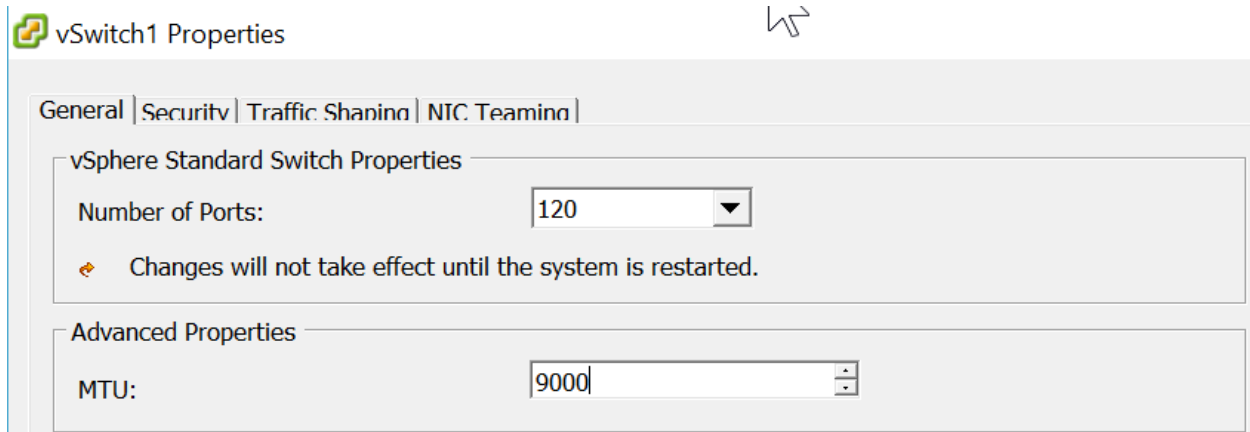 vSwitch1 Properties
General Security Traffic Shaping NIC Teaming
vSphere Standard Switch Properties
Number of Ports: 120
Changes will not take effect until the system is restarted.
Advanced Properties
MTU: 9000